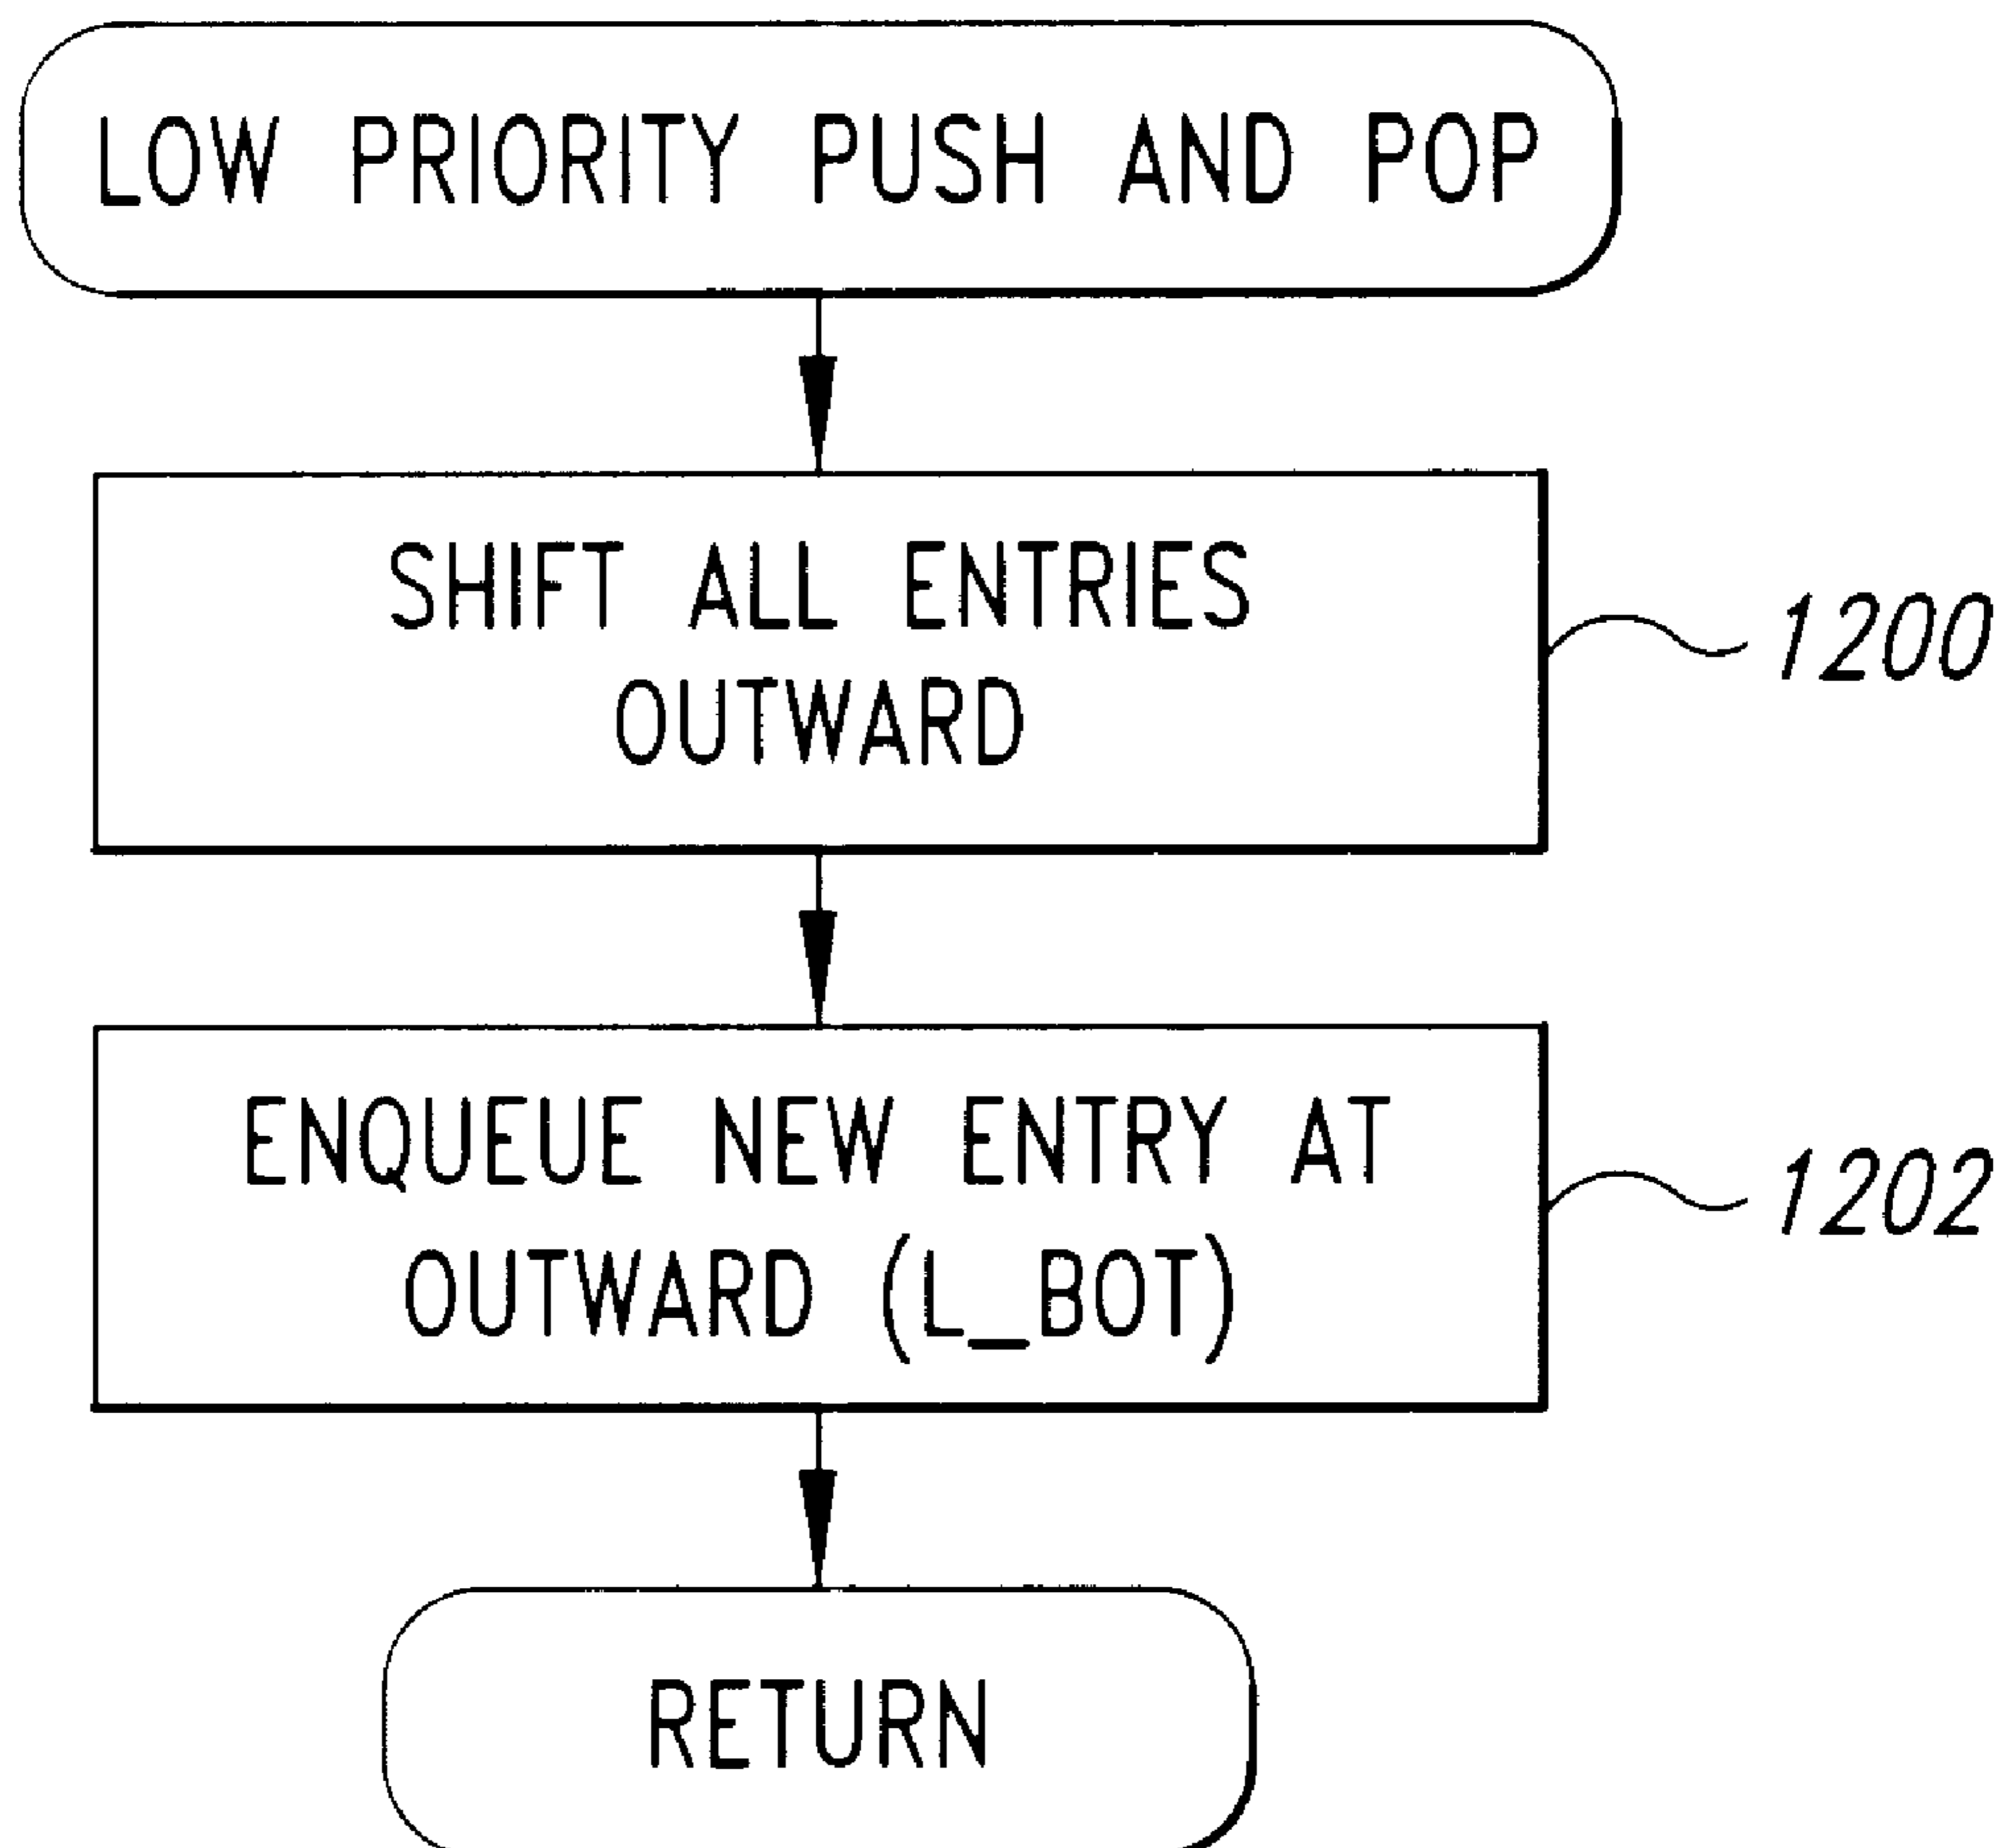 LOW PRIORITY PUSH AND POP
SHIFT ALL ENTRIES
OUTWARD
1200
ENQUEUE NEW ENTRY AT
OUTWARD (L_BOT)
1202
RETURN